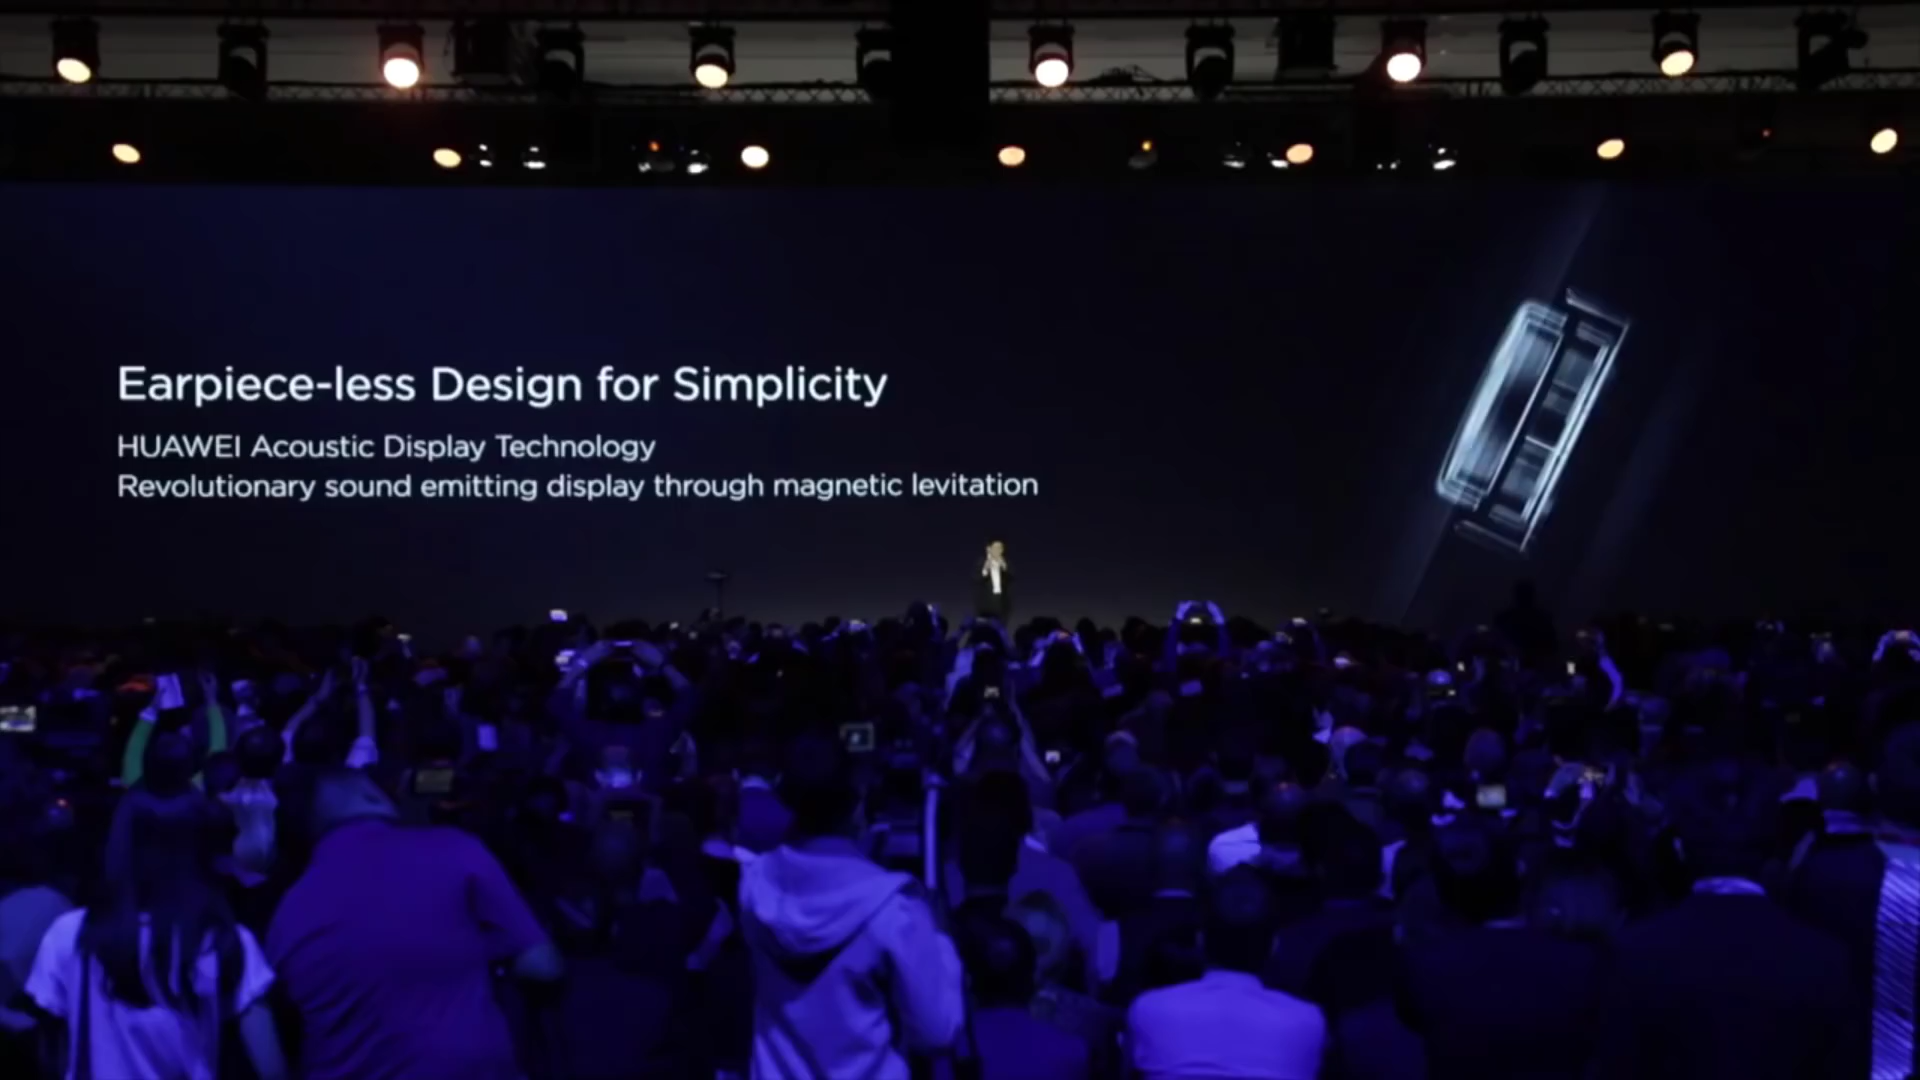 Earpiece-less Design for Simplicity
HUAWEI Acoustic Display Technology
Revolutionary sound emitting display through magnetic levitation